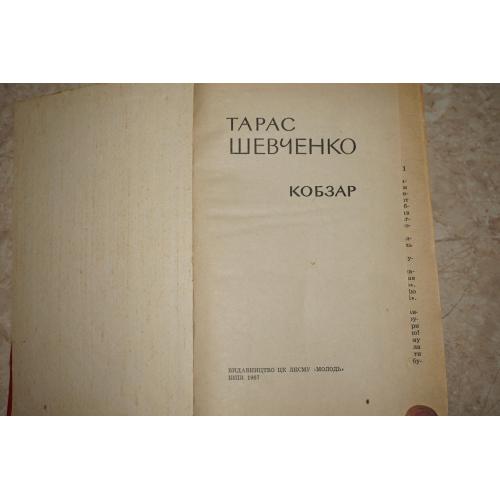 ТАРАС
ШЕВЧЕНКО
КОБЗАР
ВИДАВНИЦТВО ЦК ЛКСМУ «МОЛОДЬ»
КИЇВ 1967